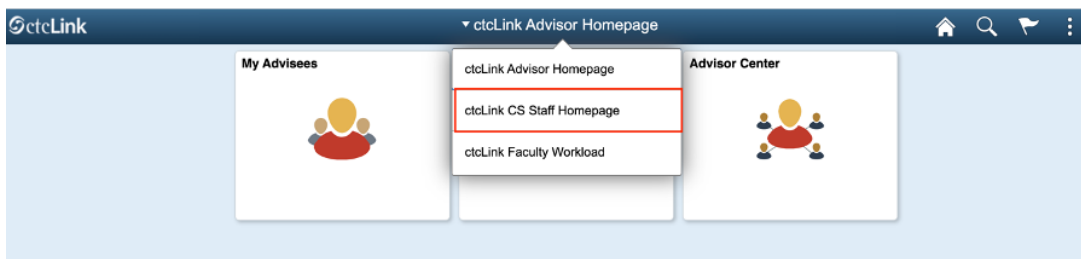 ctcLink
▾ ctcLink Advisor Homepage
My Advisees
ctcLink Advisor Homepage
ctcLink CS Staff Homepage
ctcLink Faculty Workload
Advisor Center